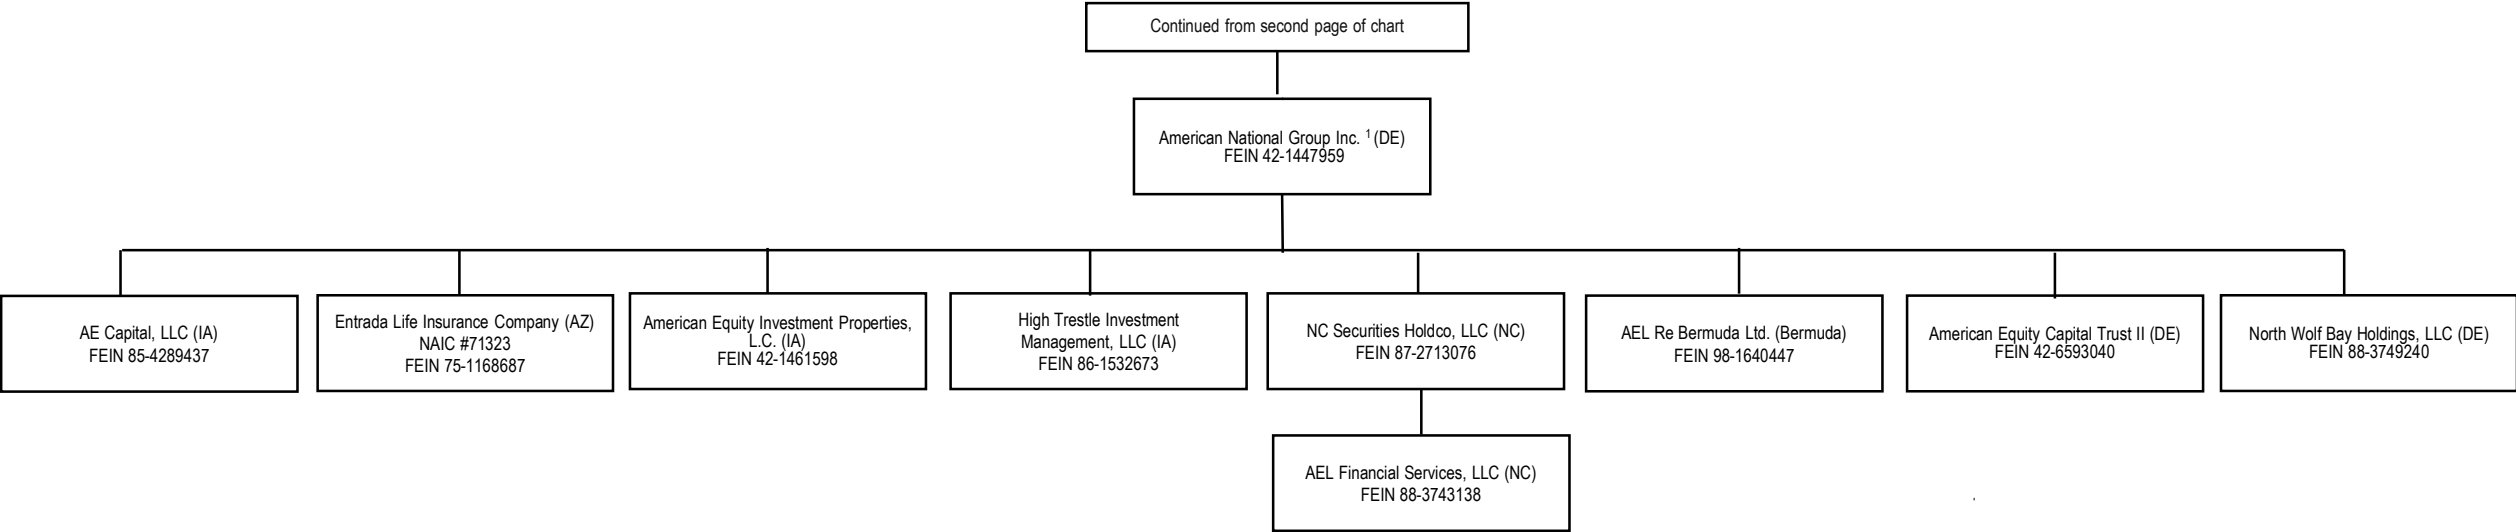 Continued from second page of chart
American National Group Inc. ¹ (DE)
FEIN 42-1447959
AE Capital, LLC (IA)
FEIN 85-4289437
Entrada Life Insurance Company (AZ)
NAIC #71323
FEIN 75-1168687
American Equity Investment Properties,
L.C. (IA)
FEIN 42-1461598
High Trestle Investment
Management, LLC (IA)
FEIN 86-1532673
NC Securities Holdco, LLC (NC)
FEIN 87-2713076
AEL Re Bermuda Ltd. (Bermuda)
FEIN 98-1640447
American Equity Capital Trust II (DE)
FEIN 42-6593040
North Wolf Bay Holdings, LLC (DE)
FEIN 88-3749240
AEL Financial Services, LLC (NC)
FEIN 88-3743138